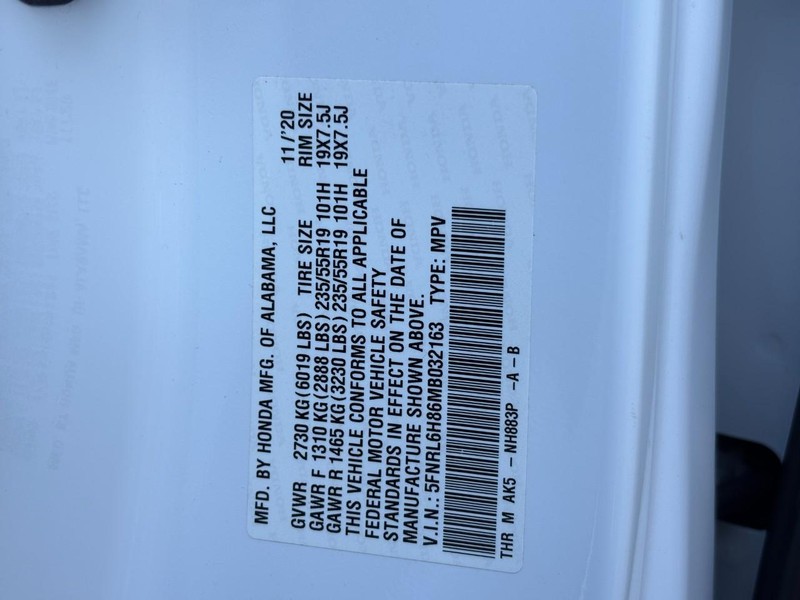 MFD. BY HONDA MFG. OF ALABAMA, LLC 11/'20
GVWR 2730 KG(6019 LBS) TIRE SIZE RIM SIZE
GAWR F 1310 KG(2888 LBS) 235/55R19 101H 19X7.5J
GAWR R 1465 KG(3230 LBS) 235/55R19 101H 19X7.5J
THIS VEHICLE CONFORMS TO ALL APPLICABLE
FEDERAL MOTOR VEHICLE SAFETY
STANDARDS IN EFFECT ON THE DATE OF
MANUFACTURE SHOWN ABOVE.
V.I.N.: 5FNRL6H86MB032163 TYPE: MPV
THR M AK5 - NH883P -A - B